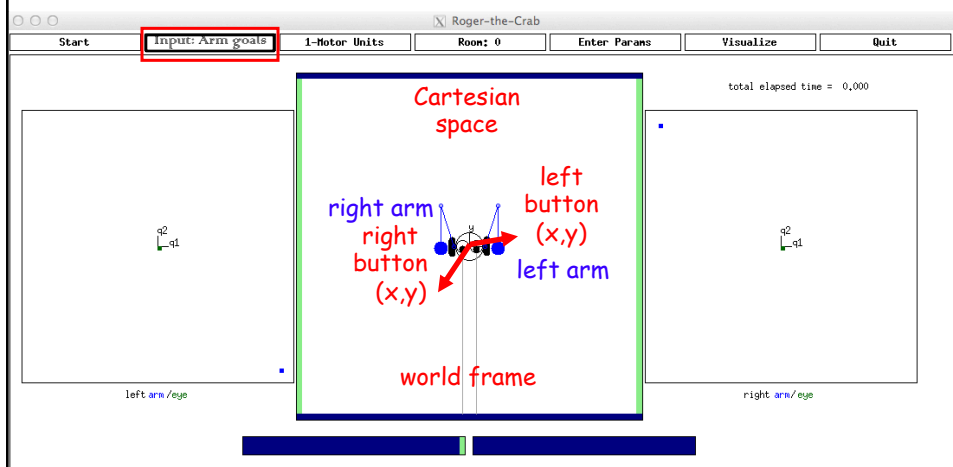 Roger-the-Crab
Start
Input: Arm goals
1-Motor Units
Room: 0
Enter Params
Visualize
Quit
total elapsed time = 0.000
Cartesian
space
left
button
(x,y)
right arm
right
button
(x,y)
left arm
y
q2
q1
q2
q1
world frame
left arm/eye
right arm/eye